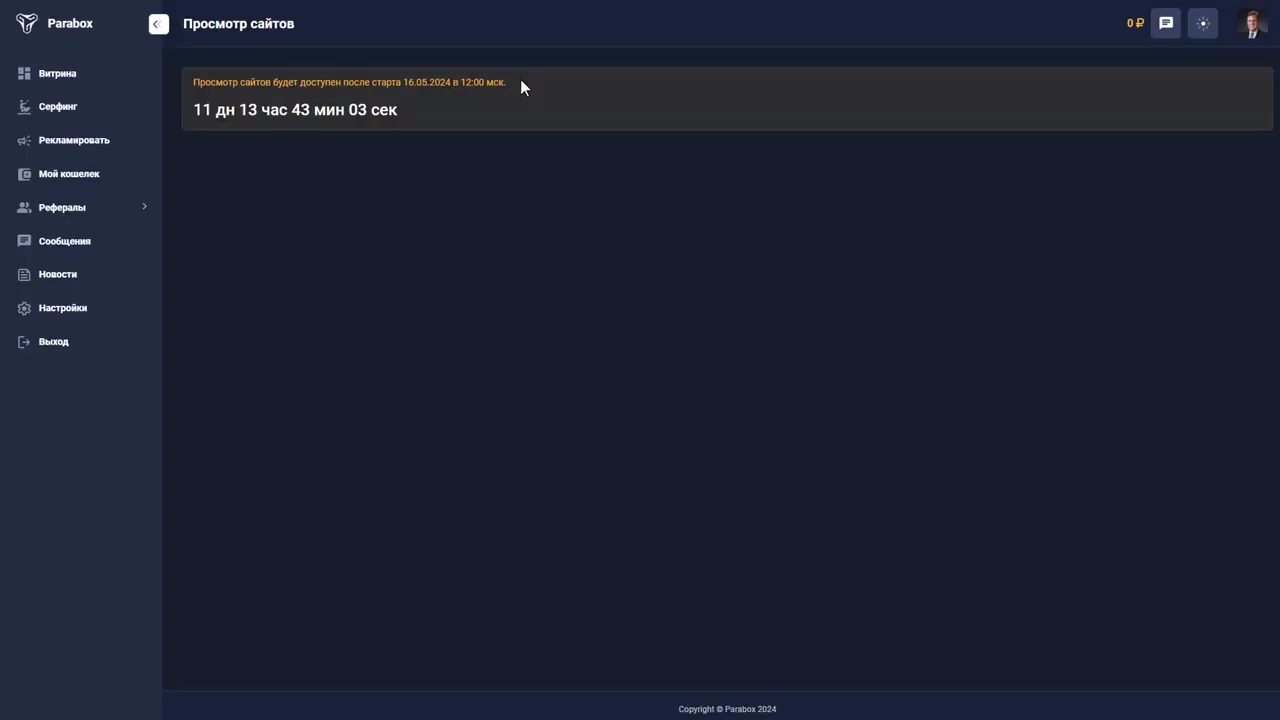 Parabox
Просмотр сайтов
0 ₽
Витрина
Серфинг
Рекламировать
Мой кошелек
Рефералы
Сообщения
Новости
Настройки
Выход
Просмотр сайтов будет доступен после старта 16.05.2024 в 12:00 мск.
11 дн 13 час 43 мин 03 сек
Copyright © Parabox 2024